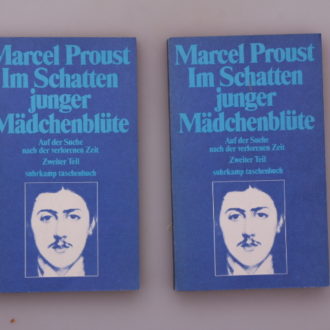 Marcel Proust
Im Schatten
junger
Mädchenblüte
Auf der Suche
nach der verlorenen Zeit
Zweiter Teil
suhrkamp taschenbuch
Marcel Proust
Im Schatten
junger
Mädchenblüte
Auf der Suche
nach der verlorenen Zeit
Zweiter Teil
suhrkamp taschenbuch